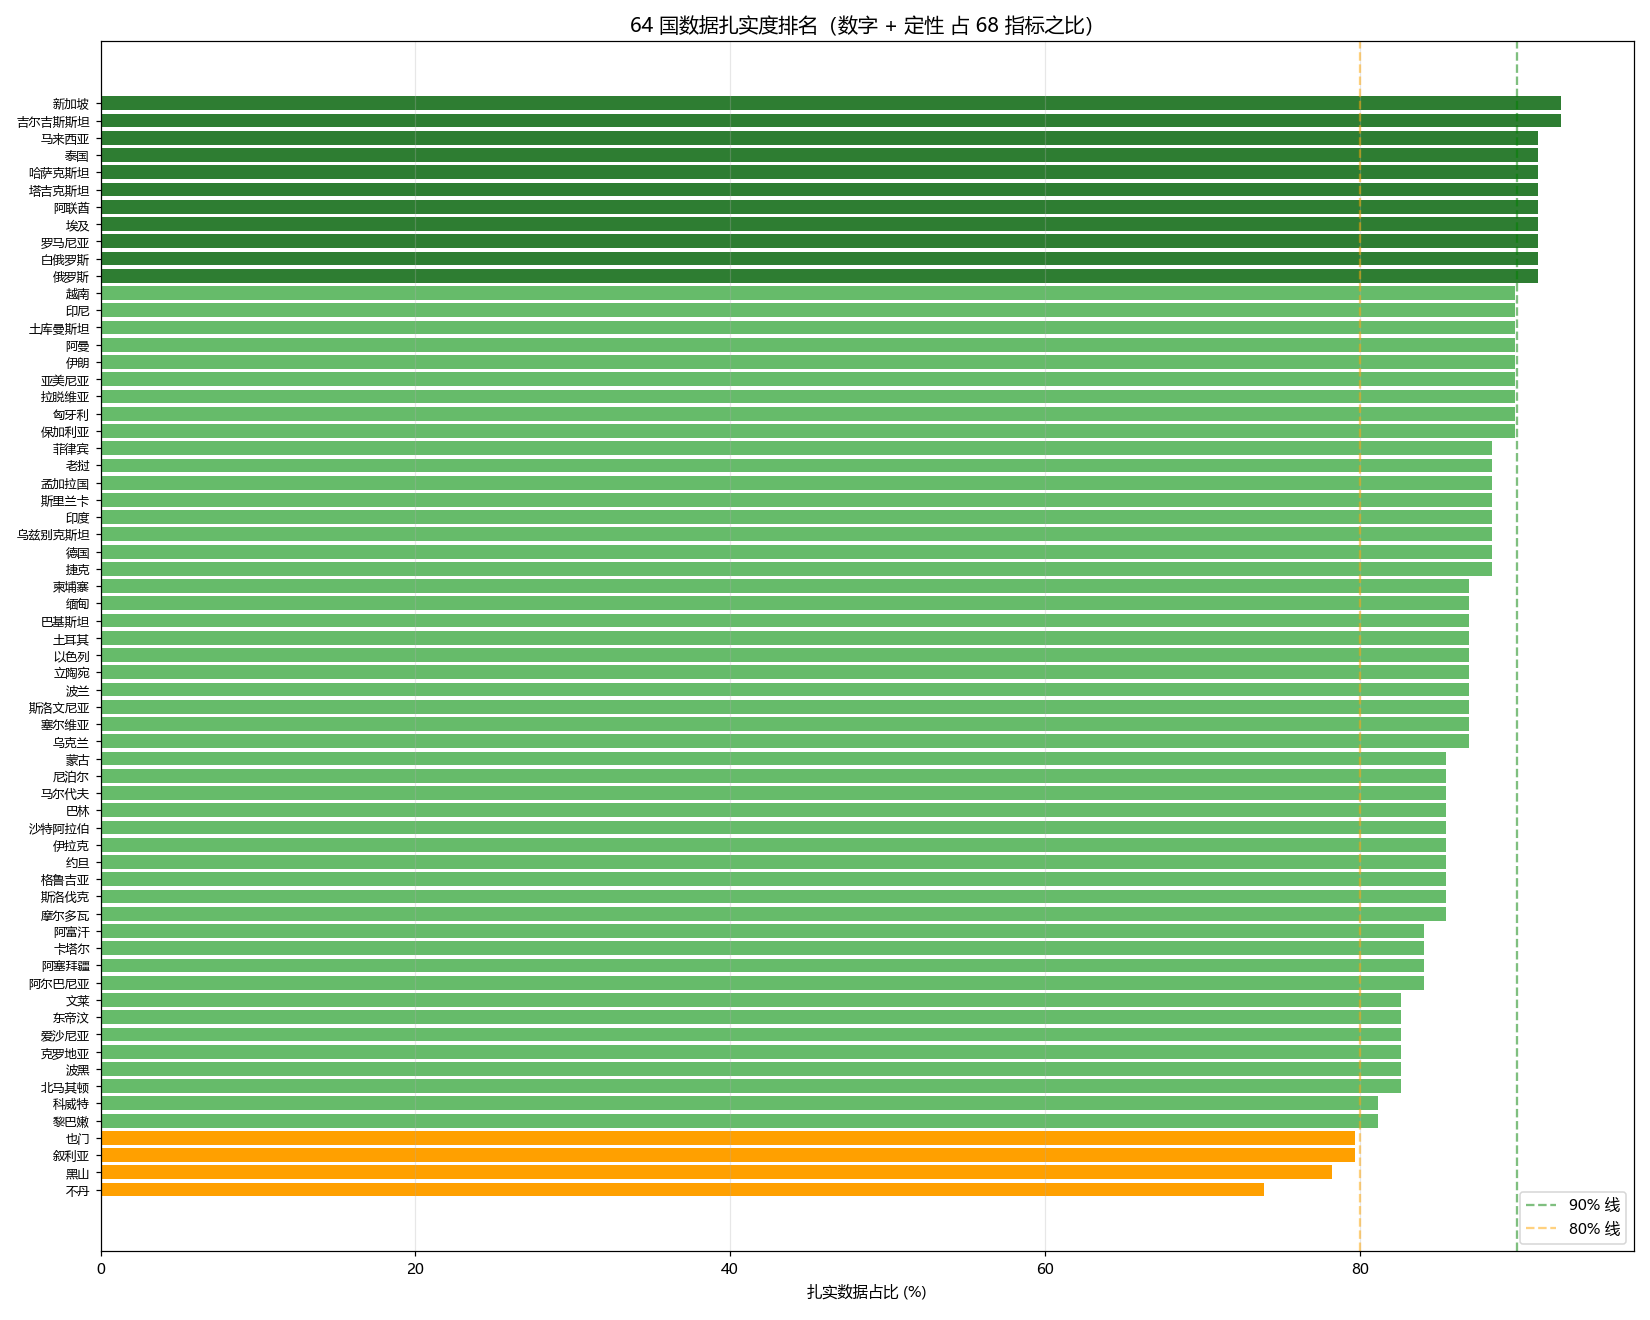 64 国数据扎实度排名（数字 + 定性 占 68 指标之比）
新加坡
吉尔吉斯斯坦
马来西亚
泰国
哈萨克斯坦
塔吉克斯坦
阿联酋
埃及
罗马尼亚
白俄罗斯
俄罗斯
越南
印尼
土库曼斯坦
阿曼
伊朗
亚美尼亚
拉脱维亚
匈牙利
保加利亚
菲律宾
老挝
孟加拉国
斯里兰卡
印度
乌兹别克斯坦
德国
捷克
柬埔寨
缅甸
巴基斯坦
土耳其
以色列
立陶宛
波兰
斯洛文尼亚
塞尔维亚
乌克兰
蒙古
尼泊尔
马尔代夫
巴林
沙特阿拉伯
伊拉克
约旦
格鲁吉亚
斯洛伐克
摩尔多瓦
阿富汗
卡塔尔
阿塞拜疆
阿尔巴尼亚
文莱
东帝汶
爱沙尼亚
克罗地亚
波黑
北马其顿
科威特
黎巴嫩
也门
叙利亚
黑山
不丹
90% 线
80% 线
0 20 40 60 80
扎实数据占比 (%)